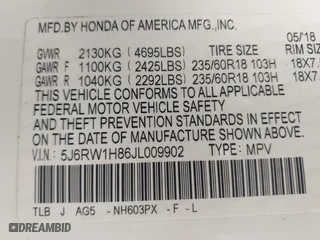 MFD.BY HONDA OF AMERICA MFG.,INC.
05/18
GVWR 2130KG (4695LBS) TIRE SIZE RIM SIZ
GAWR F 1100KG (2425LBS) 235/60R18 103H 18X7.
GAWR R 1040KG (2292LBS) 235/60R18 103H 18X7.
THIS VEHICLE CONFORMS TO ALL APPLICABLE
FEDERAL MOTOR VEHICLE SAFETY
AND THEFT PREVENTION STANDARDS IN EFFECT
ON THE DATE OF MANUFACTURE SHOWN ABOVE.
V.I.N: 5J6RW1H86JL009902 TYPE: MPV
TLB J AG5 -NH603PX -F -L
D DEALERSHIP.COM